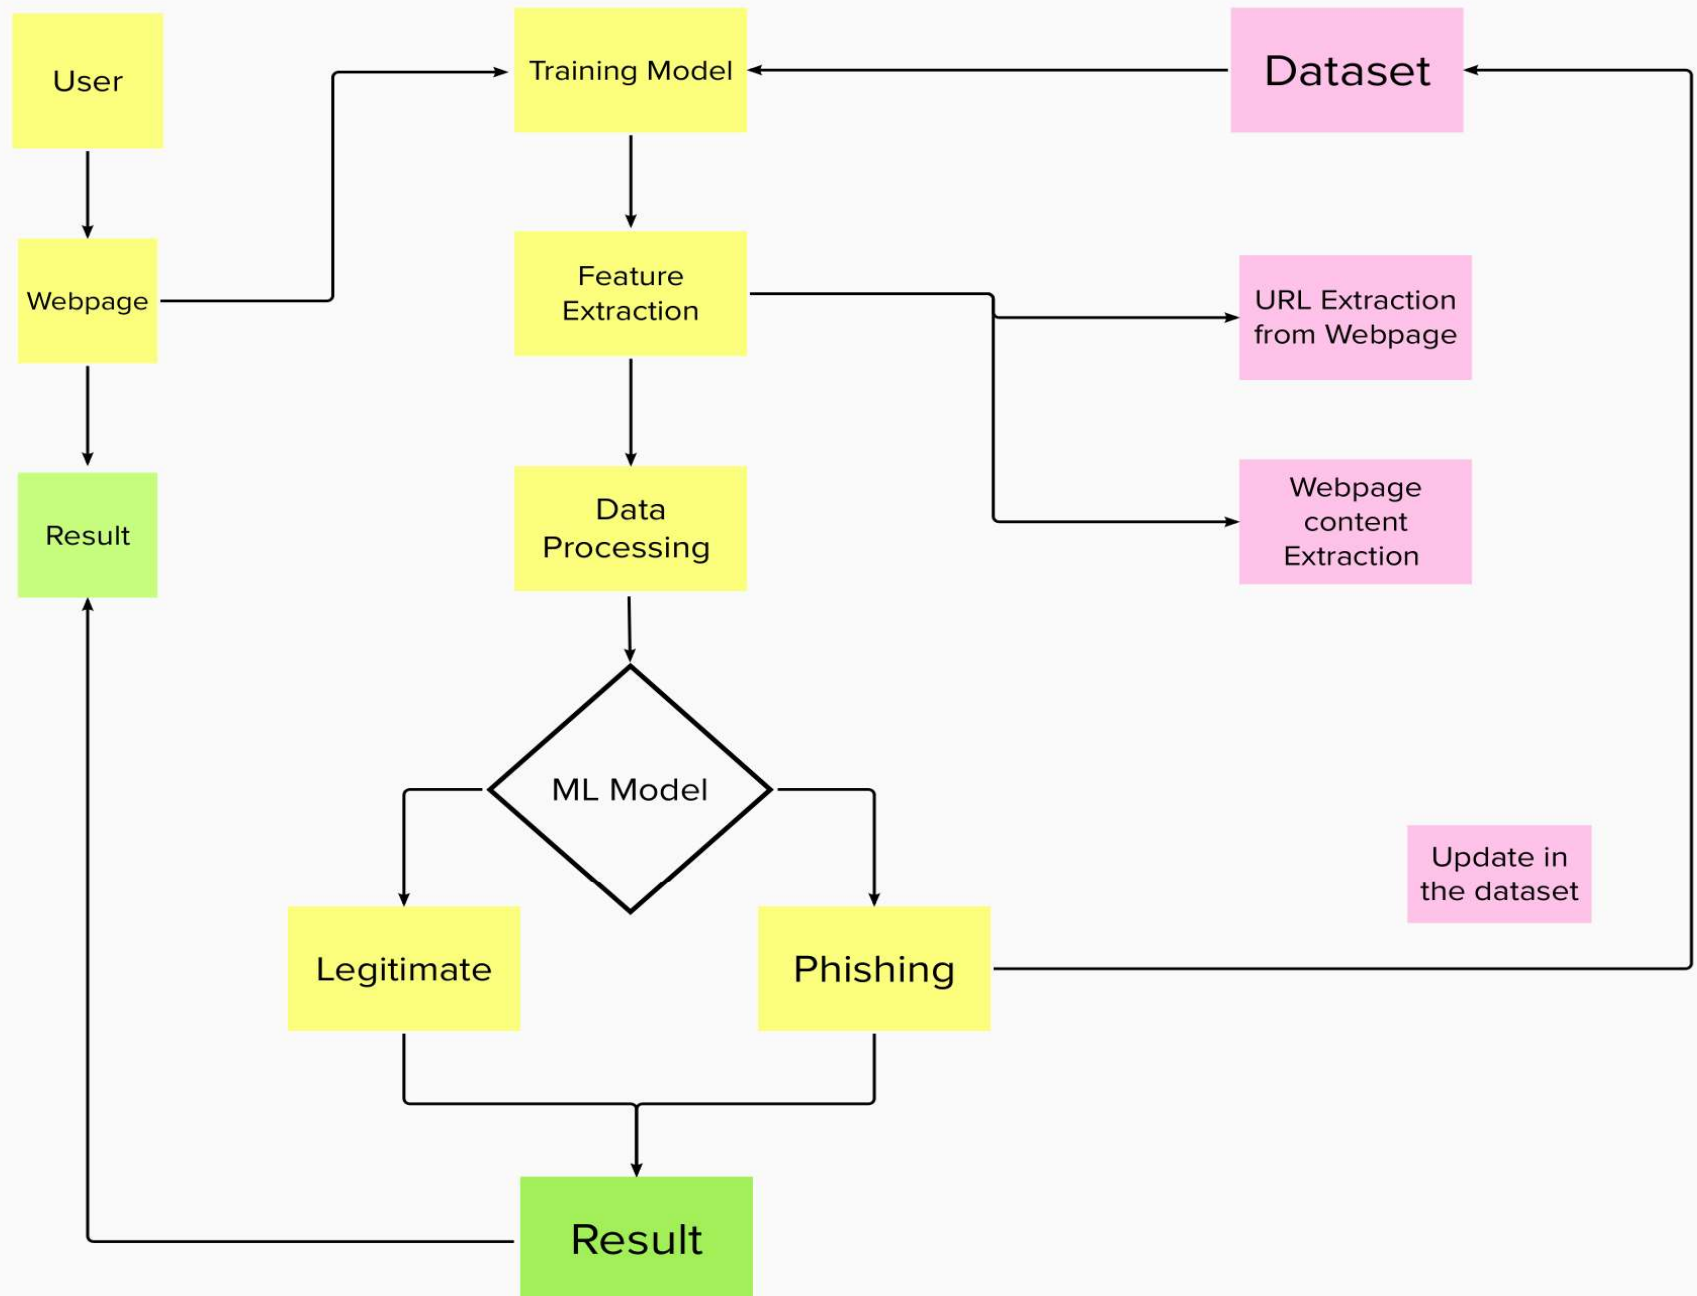 User
Training Model
Dataset
Webpage
Feature
Extraction
URL Extraction
from Webpage
Result
Data
Processing
Webpage
content
Extraction
ML Model
Update in
the dataset
Legitimate
Phishing
Result